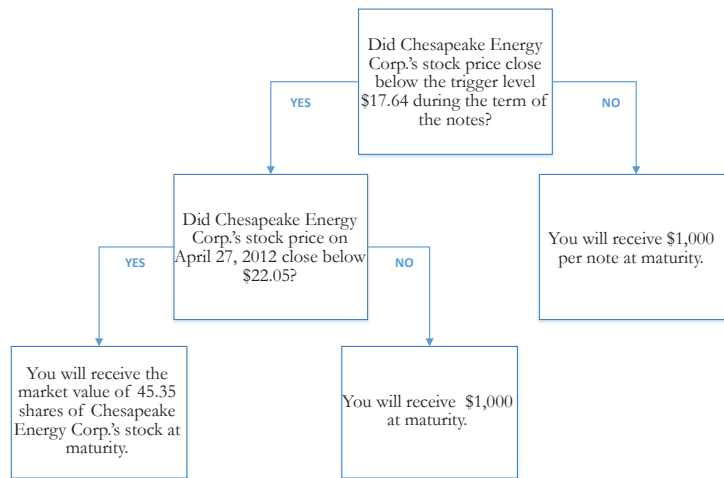 Did Chesapeake Energy
Corp.'s stock price close
below the trigger level
$17.64 during the term of
the notes?
YES
NO
Did Chesapeake Energy
Corp.'s stock price on
April 27, 2012 close below
$22.05?
You will receive $1,000
per note at maturity.
YES
NO
You will receive the
market value of 45.35
shares of Chesapeake
Energy Corp.'s stock at
maturity.
You will receive $1,000
at maturity.